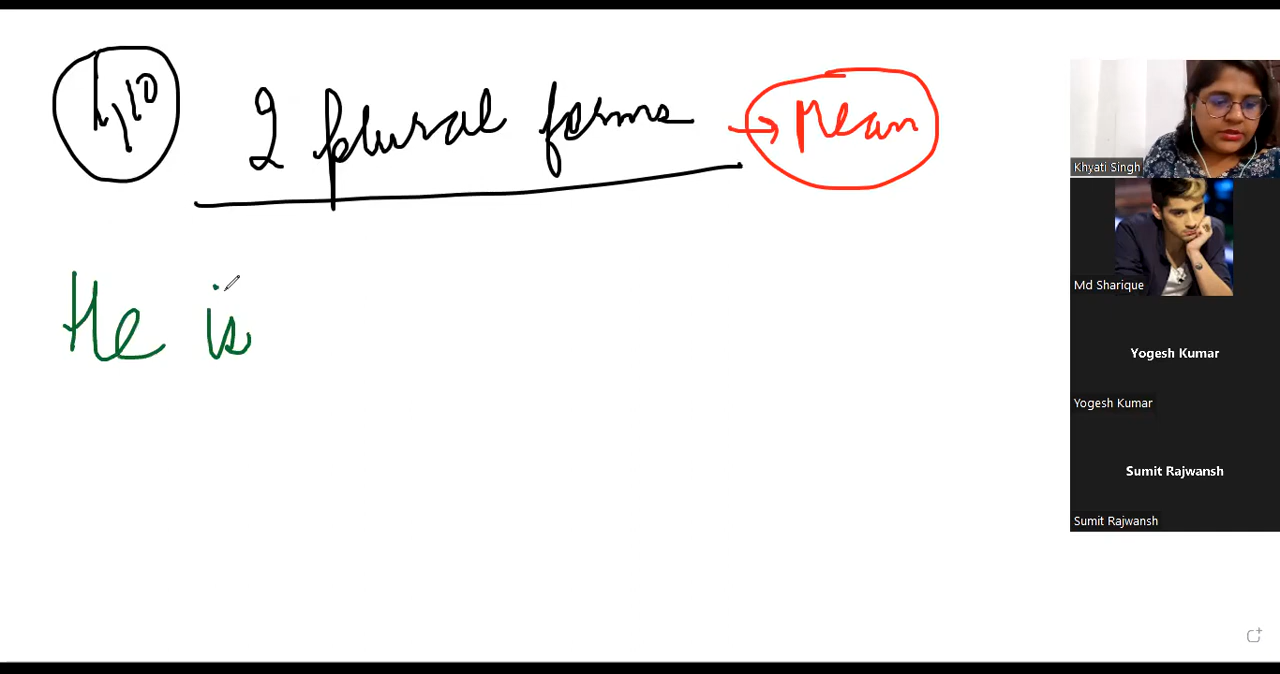 2 plural forms → Mean
He is
Khyati Singh
Md Sharique
Yogesh Kumar
Yogesh Kumar
Sumit Rajwansh
Sumit Rajwansh